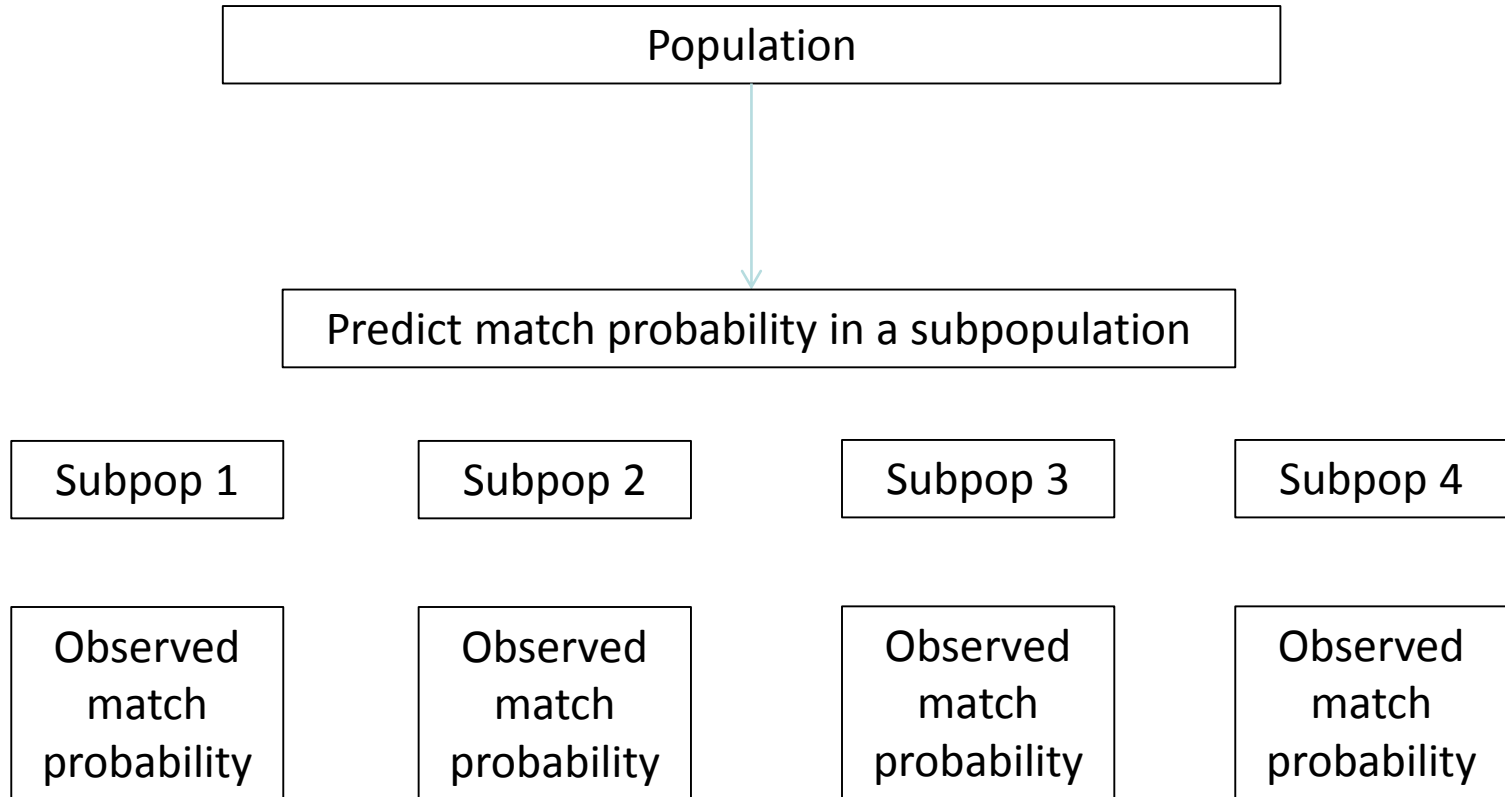 Population
Predict match probability in a subpopulation
Subpop 1
Subpop 2
Subpop 3
Subpop 4
Observed
match
probability
Observed
match
probability
Observed
match
probability
Observed
match
probability